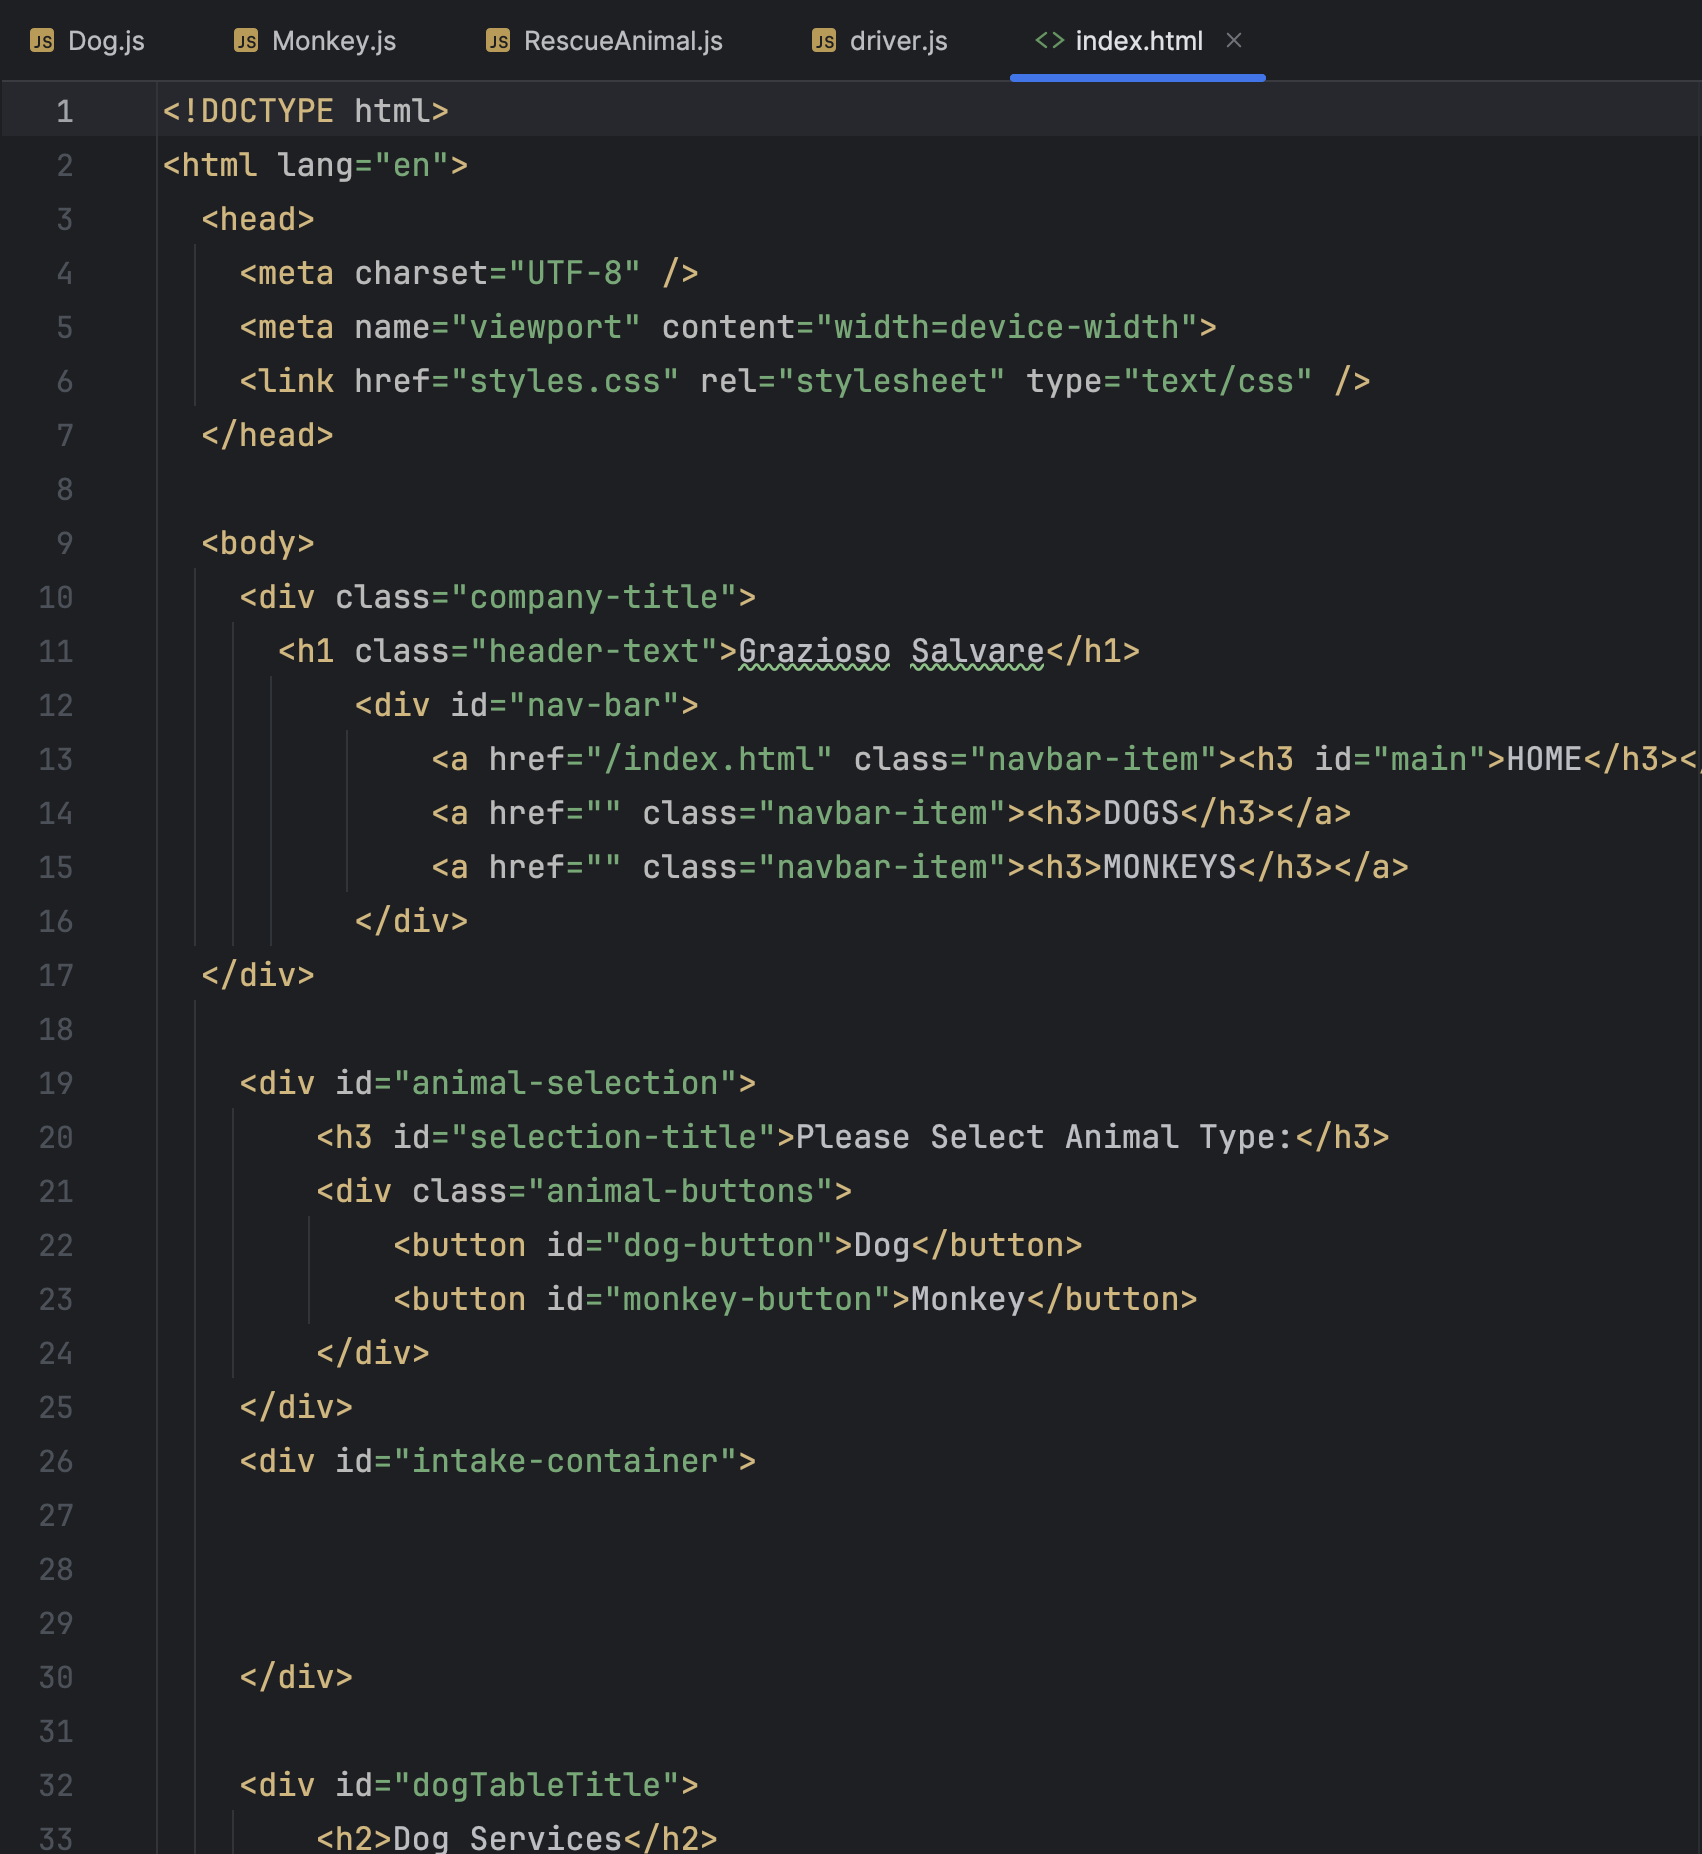 Dog.js Monkey.js RescueAnimal.js driver.js index.html
1 <!DOCTYPE html>
2 <html lang="en">
3 <head>
4 <meta charset="UTF-8" />
5 <meta name="viewport" content="width=device-width">
6 <link href="styles.css" rel="stylesheet" type="text/css" />
7 </head>
8
9 <body>
10 <div class="company-title">
11 <h1 class="header-text">Grazioso Salvare</h1>
12 <div id="nav-bar">
13 <a href="/index.html" class="navbar-item"><h3 id="main">HOME</h3><
14 <a href="" class="navbar-item"><h3>DOGS</h3></a>
15 <a href="" class="navbar-item"><h3>MONKEYS</h3></a>
16 </div>
17 </div>
18
19 <div id="animal-selection">
20 <h3 id="selection-title">Please Select Animal Type:</h3>
21 <div class="animal-buttons">
22 <button id="dog-button">Dog</button>
23 <button id="monkey-button">Monkey</button>
24 </div>
25 </div>
26 <div id="intake-container">
27
28
29
30 </div>
31
32 <div id="dogTableTitle">
33 <h2>Dog Services</h2>